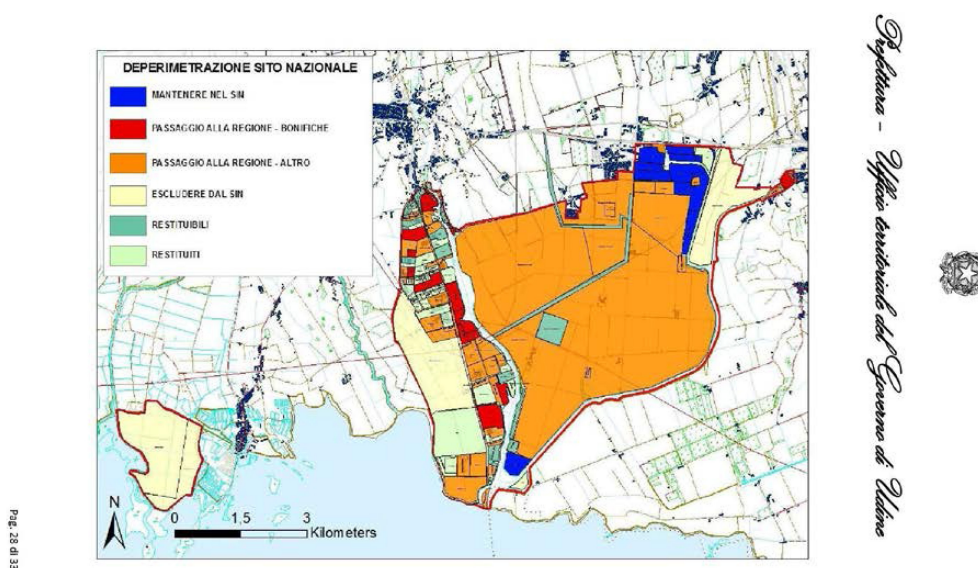 Prefettura - Ufficio territoriale del Governo di Udine
DEPERIMETRAZIONE SITO NAZIONALE
MANTENERE NEL SIN
PASSAGGIO ALLA REGIONE - BONIFICHE
PASSAGGIO ALLA REGIONE - ALTRO
ESCLUDERE DAL SIN
RESTITUIBILI
RESTITUITI
N
0 1,5 3
Kilometers
Pag. 28 di 33